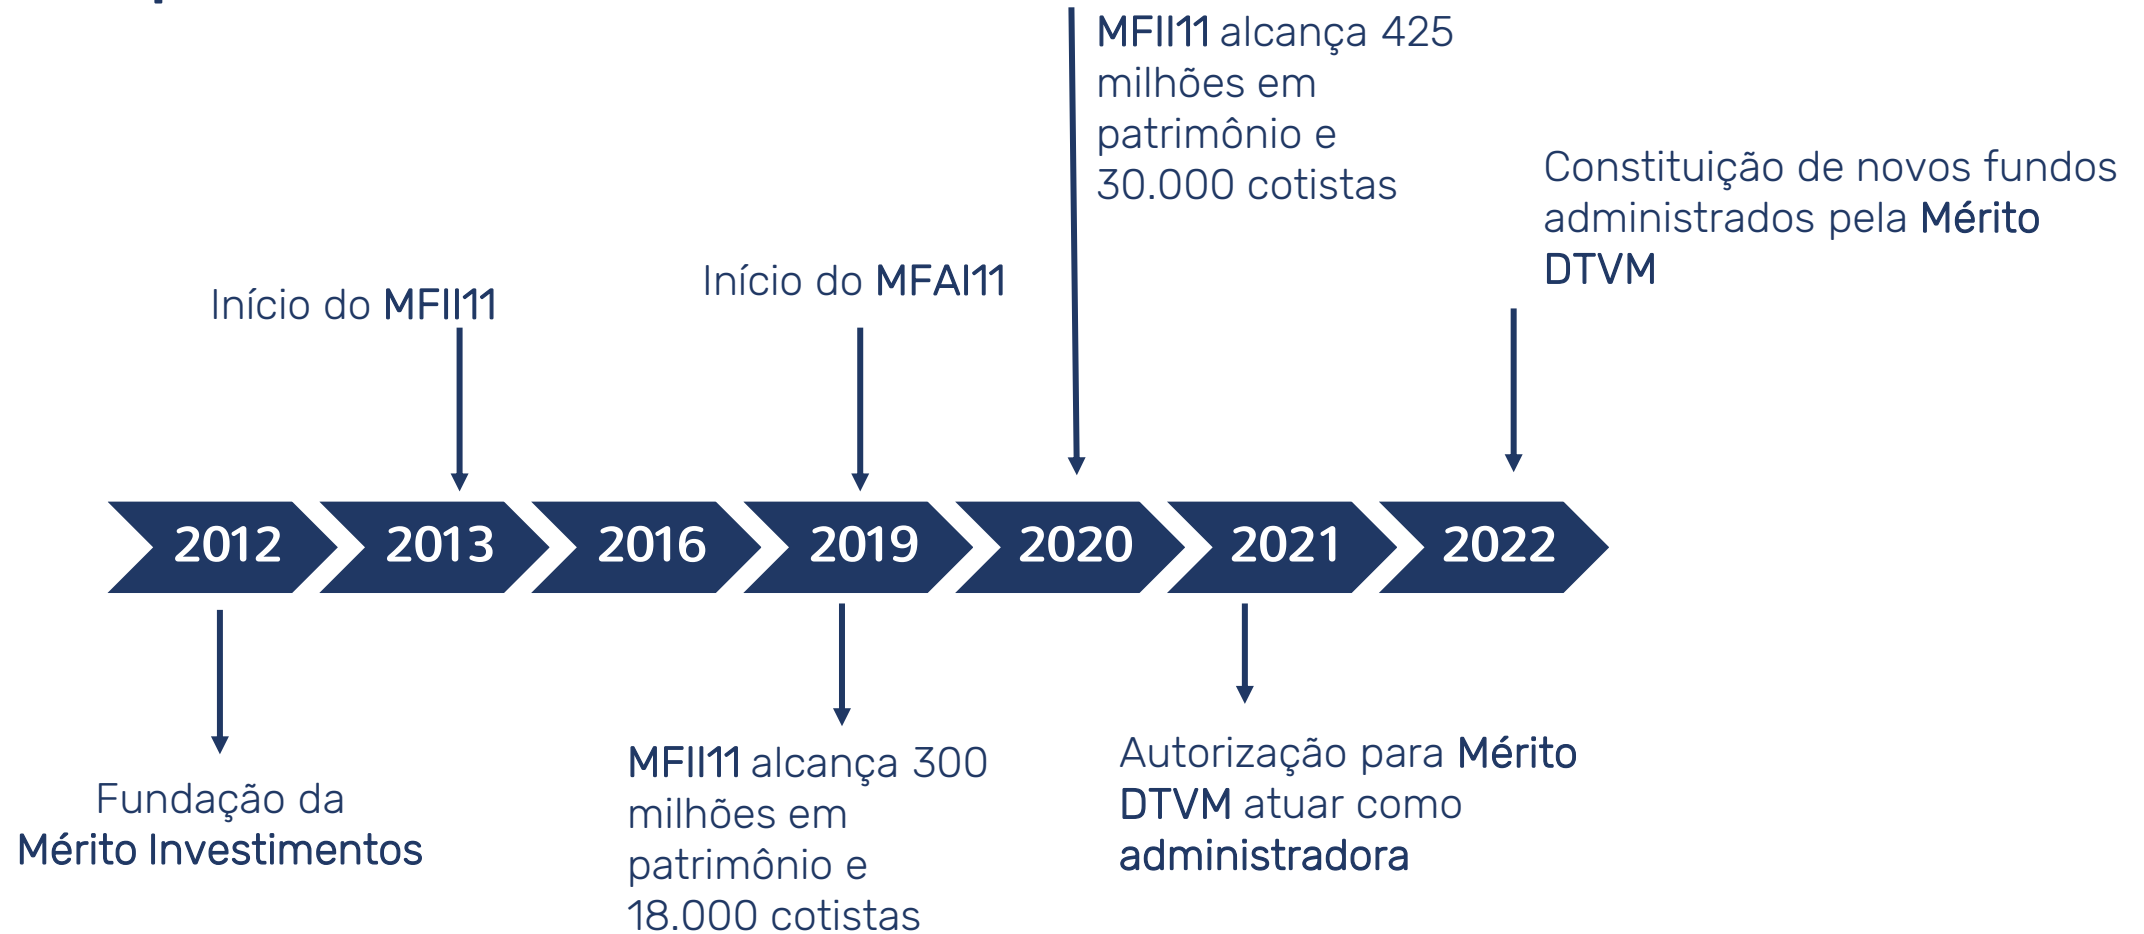 MFII11 alcança 425
milhões em
patrimônio e
30.000 cotistas
Constituição de novos fundos
administrados pela Mérito
DTVM
Início do MFII11
Início do MFAI11
2012
2013
2016
2019
2020
2021
2022
Fundação da
Mérito Investimentos
MFII11 alcança 300
milhões em
patrimônio e
18.000 cotistas
Autorização para Mérito
DTVM atuar como
administradora